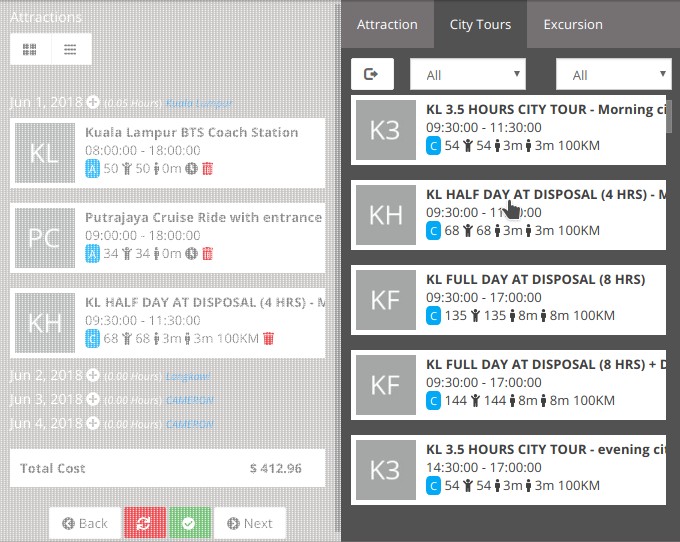 Attractions
Jun 1, 2018 (0.05 Hours) Kuala Lumpur
KL
Kuala Lampur BTS Coach Station
08:00:00 - 18:00:00
A 50 50 0m
PC
Putrajaya Cruise Ride with entrance
09:00:00 - 18:00:00
A 34 34 0m
KH
KL HALF DAY AT DISPOSAL (4 HRS) - M
09:30:00 - 11:30:00
C 68 68 3m 3m 100KM
Jun 2, 2018 (0.00 Hours) Langkawi
Jun 3, 2018 (0.00 Hours) CAMERON
Jun 4, 2018 (0.00 Hours) CAMERON
Total Cost $ 412.96
Back Next
Attraction City Tours Excursion
All All
K3
KL 3.5 HOURS CITY TOUR - Morning ci
09:30:00 - 11:30:00
C 54 54 3m 3m 100KM
KH
KL HALF DAY AT DISPOSAL (4 HRS) - M
09:30:00 - 11:30:00
C 68 68 3m 3m 100KM
KF
KL FULL DAY AT DISPOSAL (8 HRS)
09:30:00 - 17:00:00
C 135 135 8m 8m 100KM
KF
KL FULL DAY AT DISPOSAL (8 HRS) + D
09:30:00 - 17:00:00
C 144 144 8m 8m 100KM
K3
KL 3.5 HOURS CITY TOUR - evening cit
14:30:00 - 17:00:00
C 54 54 3m 3m 100KM